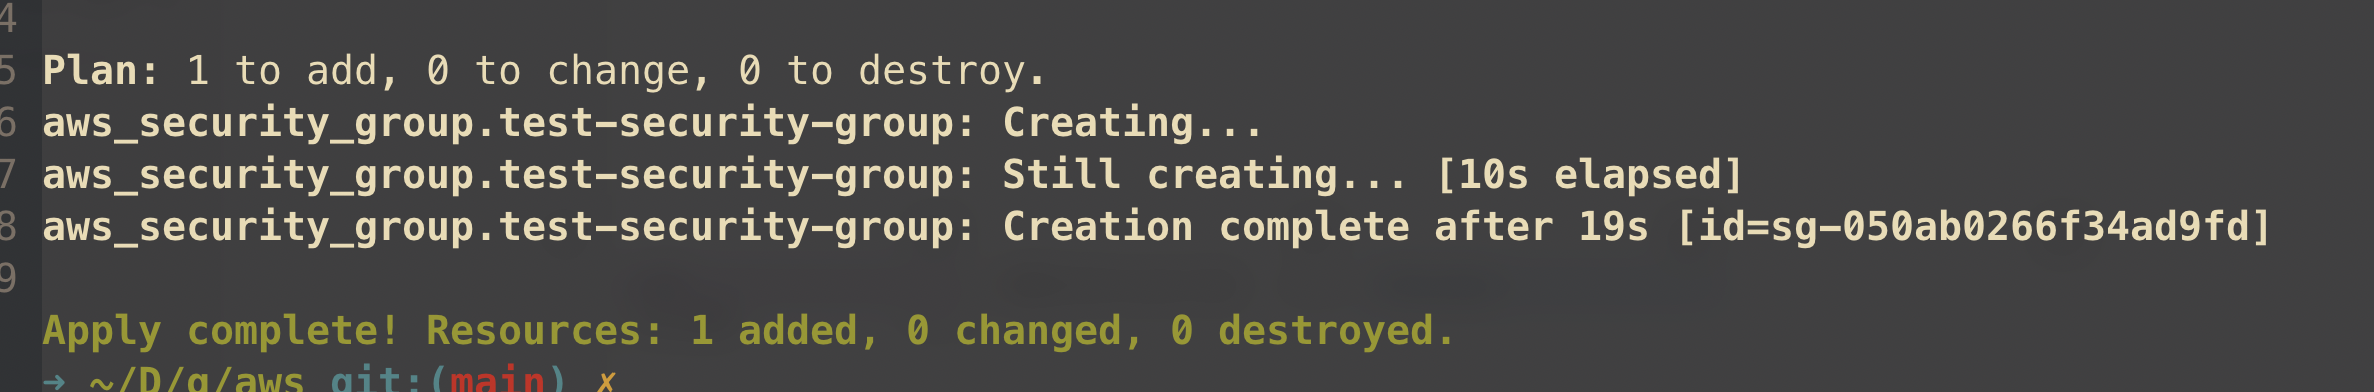 4
5 Plan: 1 to add, 0 to change, 0 to destroy.
6 aws_security_group.test-security-group: Creating...
7 aws_security_group.test-security-group: Still creating... [10s elapsed]
8 aws_security_group.test-security-group: Creation complete after 19s [id=sg-050ab0266f34ad9fd]
9
Apply complete! Resources: 1 added, 0 changed, 0 destroyed.
→ ~/D/g/aws git:(main) ✗